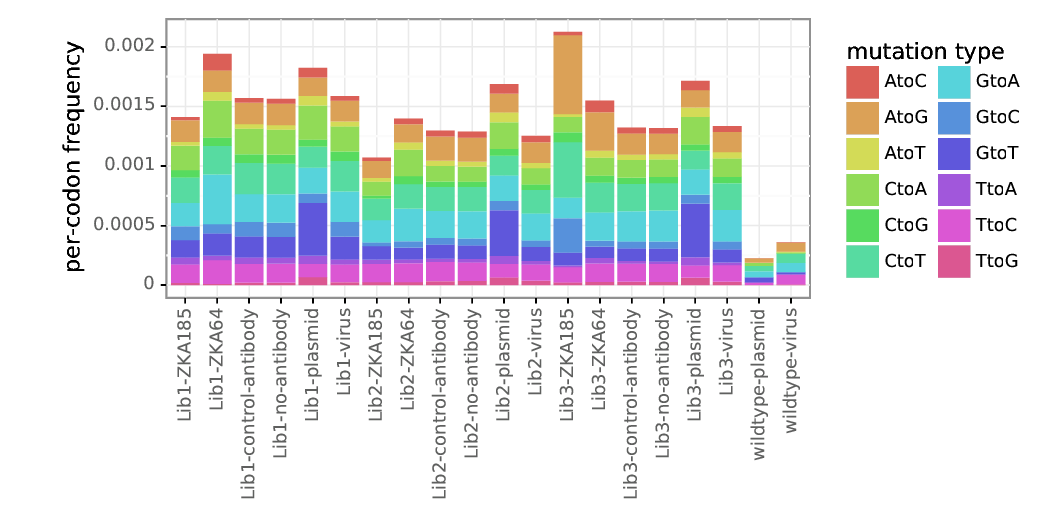 per-codon frequency
0.002
0.0015
0.001
0.0005
0
Lib1-ZKA185
Lib1-ZKA64
Lib1-control-antibody
Lib1-no-antibody
Lib1-plasmid
Lib1-virus
Lib2-ZKA185
Lib2-ZKA64
Lib2-control-antibody
Lib2-no-antibody
Lib2-plasmid
Lib2-virus
Lib3-ZKA185
Lib3-ZKA64
Lib3-control-antibody
Lib3-no-antibody
Lib3-plasmid
Lib3-virus
wildtype-plasmid
wildtype-virus
mutation type
AtoC
AtoG
AtoT
CtoA
CtoG
CtoT
GtoA
GtoC
GtoT
TtoA
TtoC
TtoG